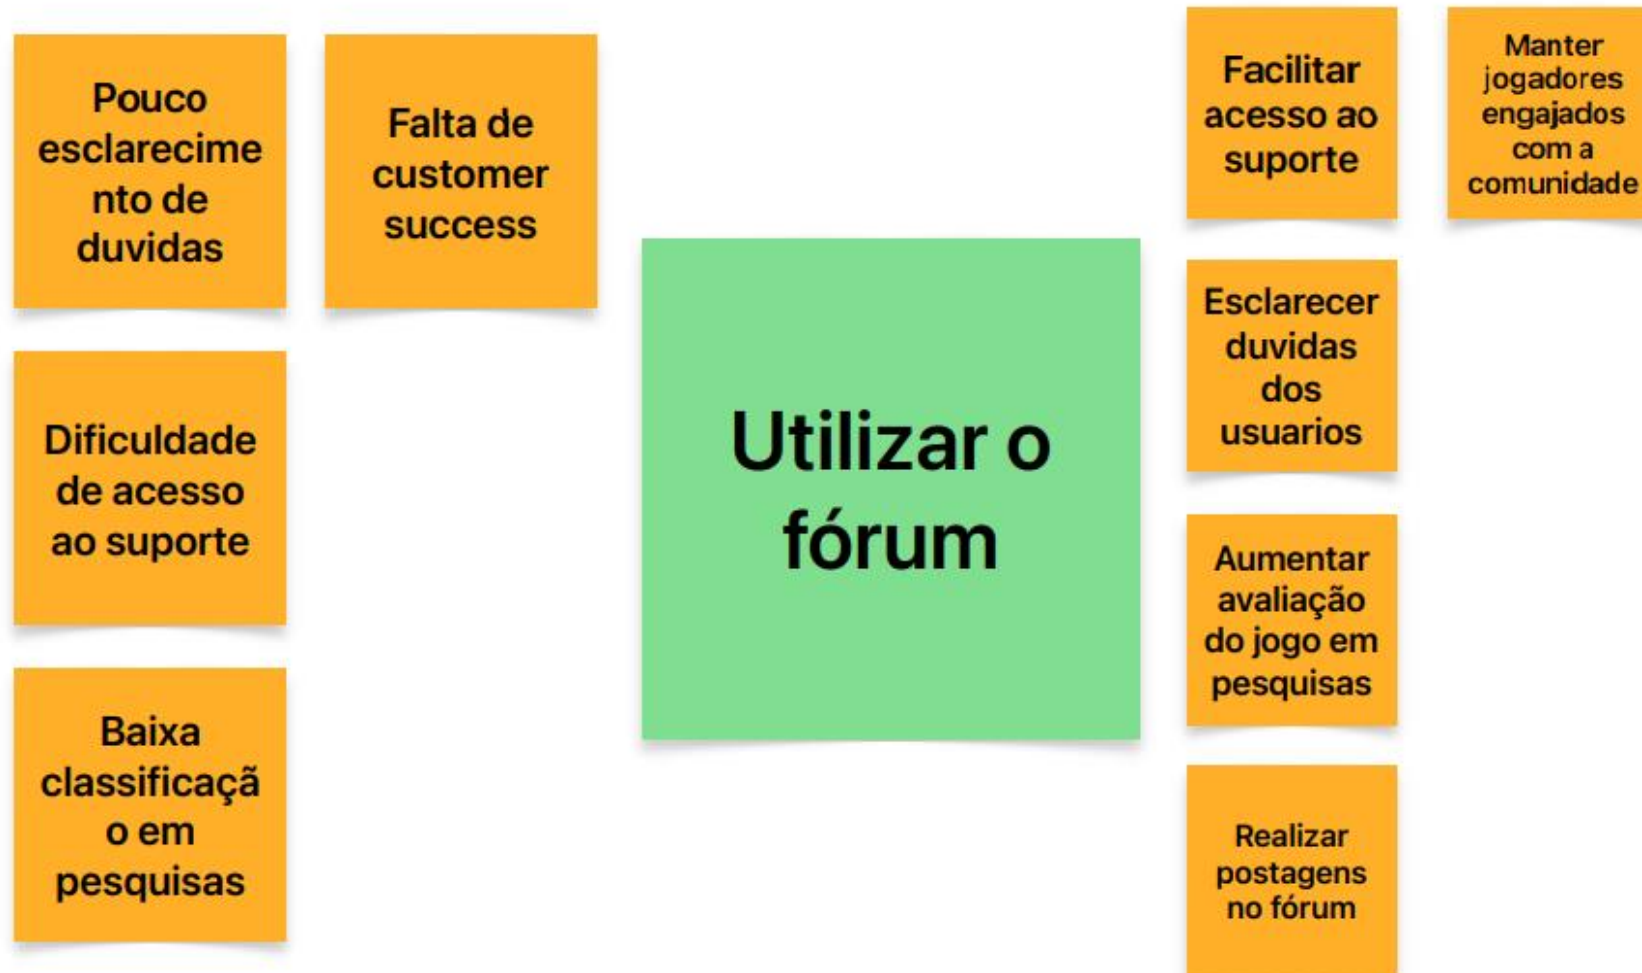 Pouco
esclarecime
nto de
duvidas
Falta de
customer
success
Dificuldade
de acesso
ao suporte
Baixa
classificaçã
o em
pesquisas
Utilizar o
fórum
Facilitar
acesso ao
suporte
Manter
jogadores
engajados
com a
comunidade
Esclarecer
duvidas
dos
usuarios
Aumentar
avaliação
do jogo em
pesquisas
Realizar
postagens
no fórum